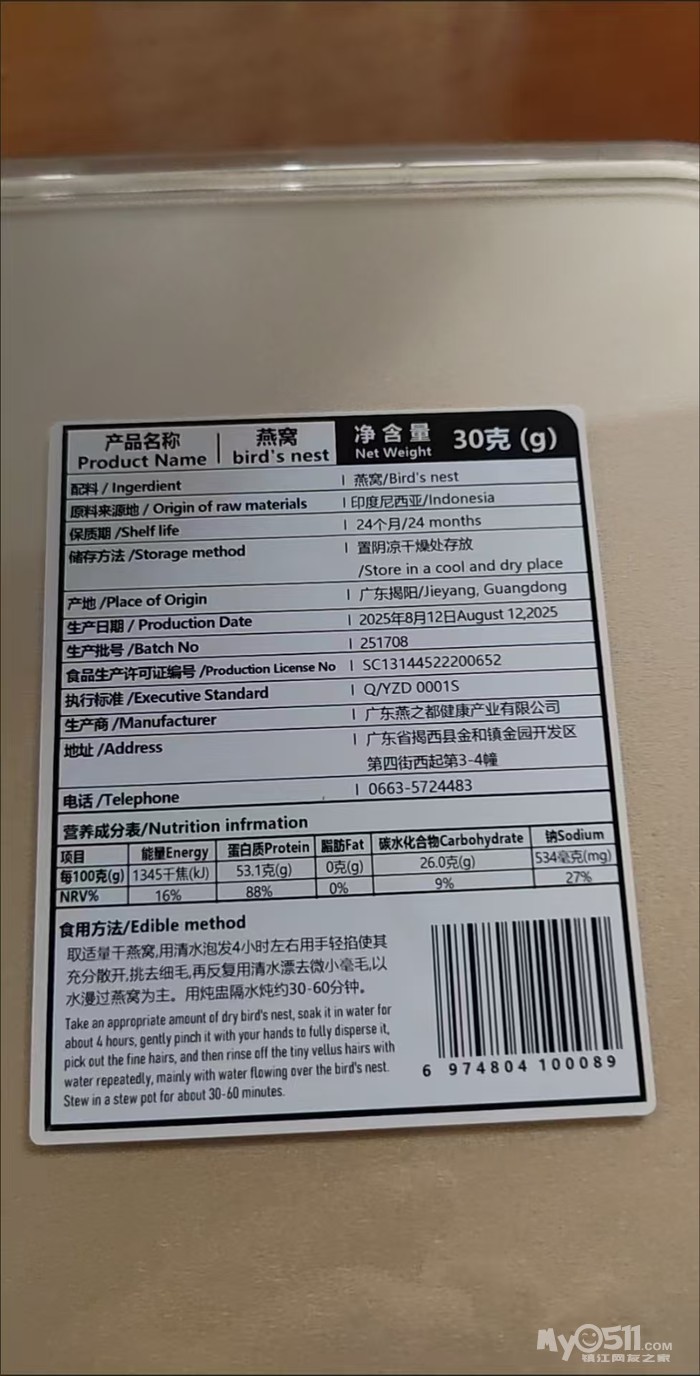 产品名称 | 燕窝 净含量 30克 (g)
Product Name bird's nest Net Weight
配料 / Ingerdient | 燕窝/Bird's nest
原料来源地 / Origin of raw materials | 印度尼西亚/Indonesia
保质期 /Shelf life | 24个月/24 months
储存方法 /Storage method | 置阴凉干燥处存放
/Store in a cool and dry place
产地 /Place of Origin | 广东揭阳/Jieyang, Guangdong
生产日期 / Production Date | 2025年8月12日August 12,2025
生产批号 /Batch No | 251708
食品生产许可证编号 /Production License No | SC13144522200652
执行标准 /Executive Standard | Q/YZD 0001S
生产商 /Manufacturer | 广东燕之都健康产业有限公司
地址 /Address | 广东省揭西县金和镇金园开发区
第四街西起第3-4幢
电话 /Telephone | 0663-5724483
营养成分表/Nutrition infrmation
项目 能量Energy 蛋白质Protein 脂肪Fat 碳水化合物Carbohydrate 钠Sodium
每100克(g) 1345千焦(kJ) 53.1克(g) 0克(g) 26.0克(g) 534毫克(mg)
NRV% 16% 88% 0% 9% 27%
食用方法/Edible method
取适量干燕窝,用清水泡发4小时左右用手轻掐使其
充分散开,挑去细毛,再反复用清水漂去微小毫毛,以
水漫过燕窝为主。用炖盅隔水炖约30-60分钟。
Take an appropriate amount of dry bird's nest, soak it in water for
about 4 hours, gently pinch it with your hands to fully disperse it,
pick out the fine hairs, and then rinse off the tiny vellus hairs with
water repeatedly, mainly with water flowing over the bird's nest.
Stew in a stew pot for about 30-60 minutes.
6 974804 100089
MyO511.COM
镇江网友之家